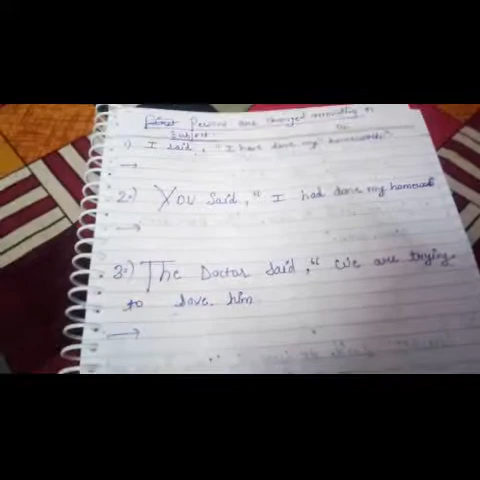 First Persons are changed according to
Subject.
1) I said, "I have done my homework."
→
2.) You said, " I had done my homework
→
3.) The Doctor said, " we are trying
to save him
→